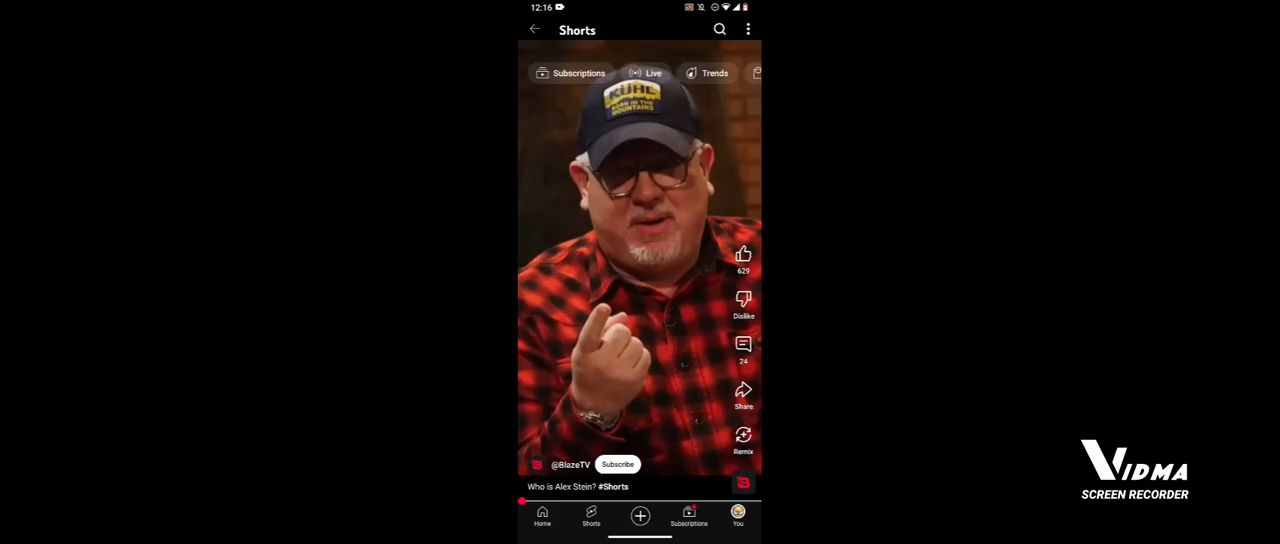 12:16
Shorts
Subscriptions
Live
Trends
KÜHL
BORN IN THE
MOUNTAINS
629
Dislike
24
Share
Remix
@BlazeTV
Subscribe
Who is Alex Stein? #Shorts
Home
Shorts
Subscriptions
You
VIDMA
SCREEN RECORDER